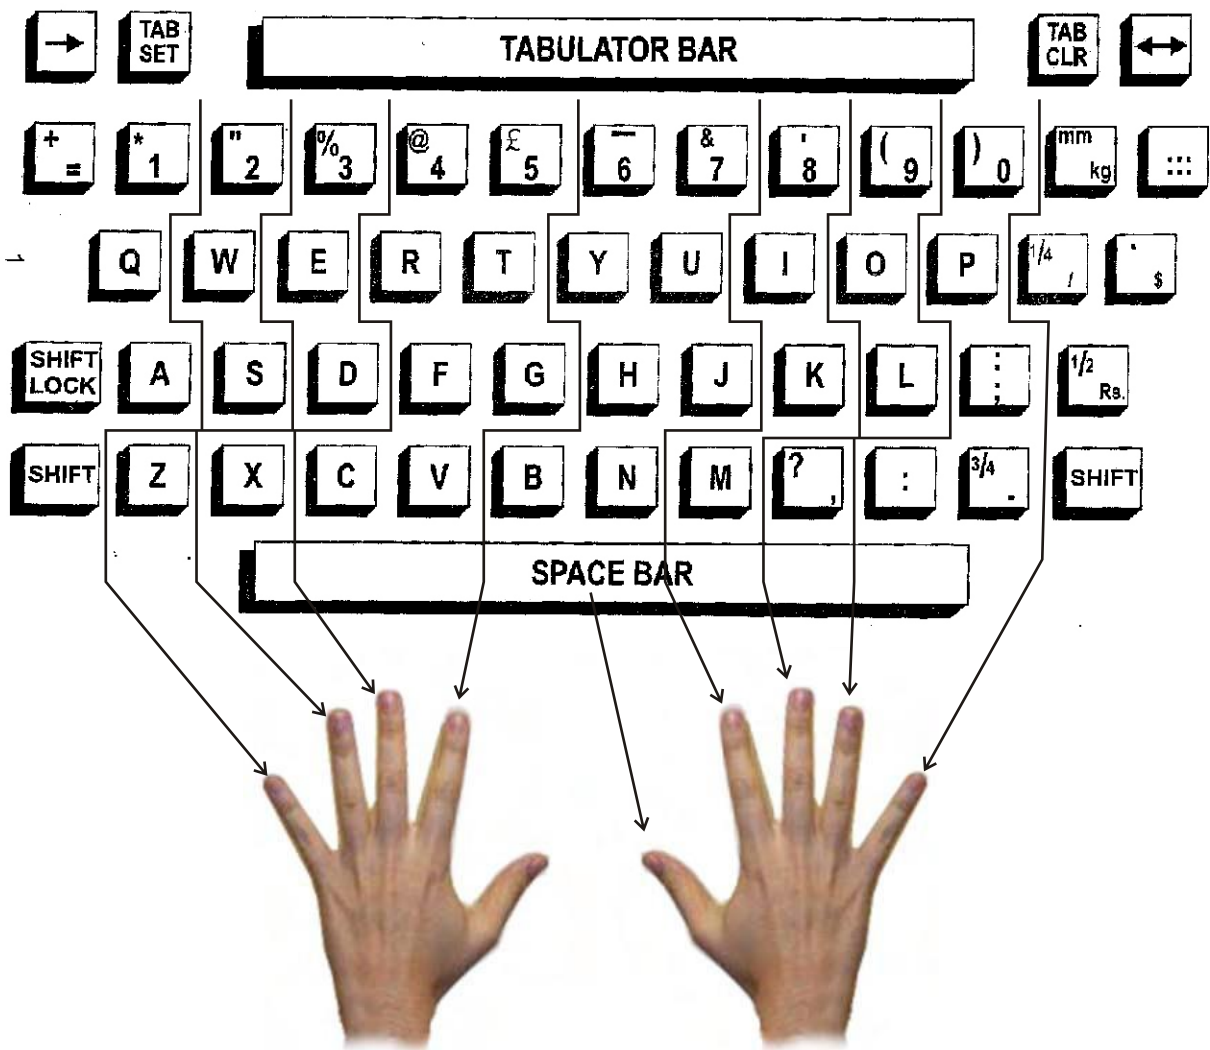 → TAB SET TABULATOR BAR TAB CLR ↔
+ = * 1 " 2 % 3 @ 4 £ 5 — 6 & 7 ' 8 ( 9 ) 0 mm kg :::
Q W E R T Y U I O P 1/4 / ' $
SHIFT LOCK A S D F G H J K L : ; 1/2 Rs.
SHIFT Z X C V B N M ? , : 3/4 - SHIFT
SPACE BAR